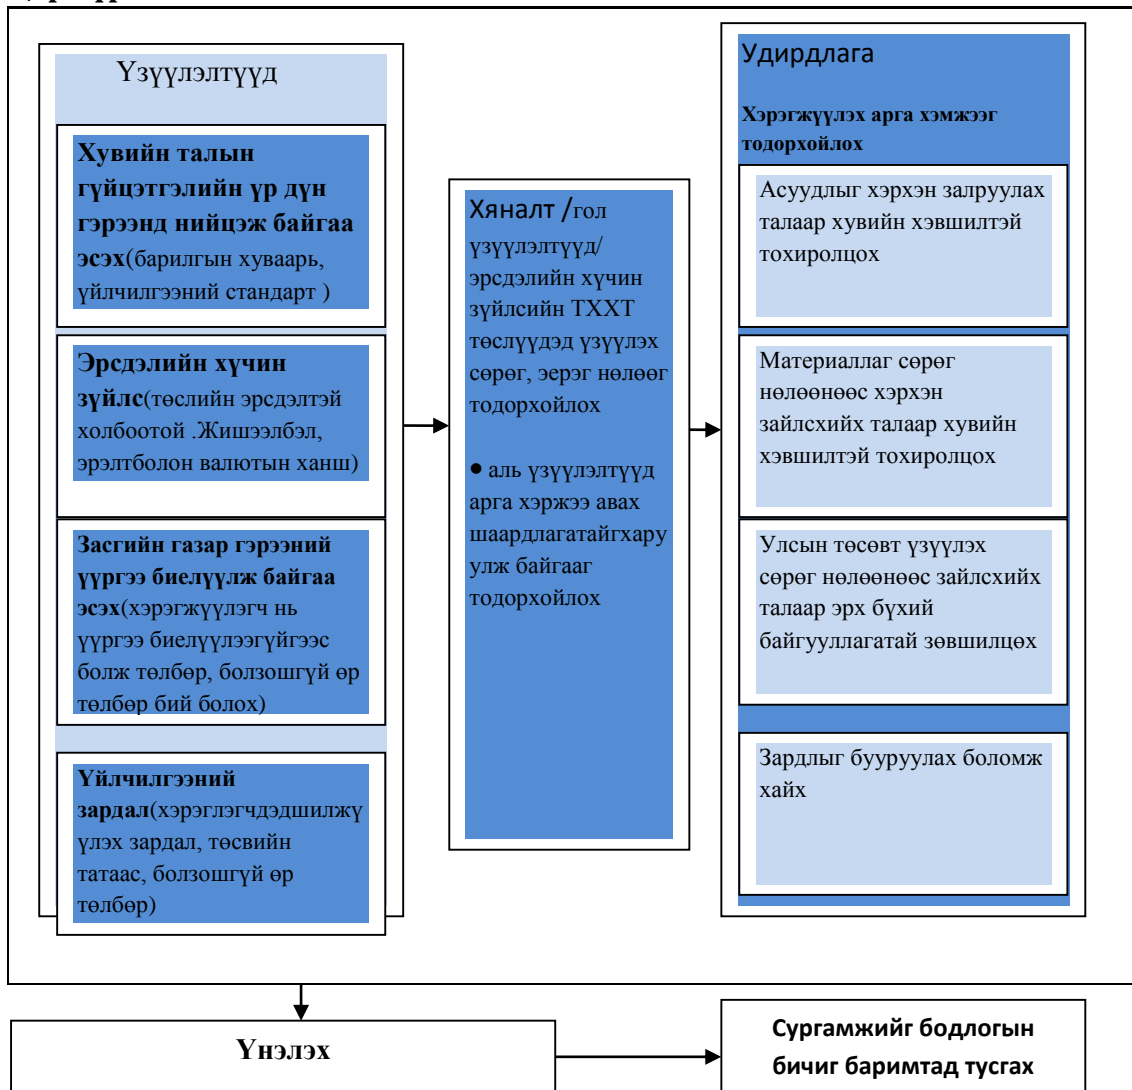 Үзүүлэлтүүд
Хувийн талын
гүйцэтгэлийн үр дүн
гэрээнд нийцэж байгаа
эсэх(барилгын хуваарь,
үйлчилгээний стандарт )
Эрсдэлийн хүчин
зүйлс(төслийн эрсдэлтэй
холбоотой .Жишээлбэл,
эрэлтболон валютын ханш)
Засгийн газар гэрээний
үүргээ биелүүлж байгаа
эсэх(хэрэгжүүлэгч нь
үүргээ биелүүлээгүйгээс
болж төлбөр, болзошгүй өр
төлбөр бий болох)
Үйлчилгээний
зардал(хэрэглэгчдэдшилжү
үлэх зардал, төсвийн
татаас, болзошгүй өр
төлбөр)
Хяналт /гол
үзүүлэлтүүд/
эрсдэлийн хүчин
зүйлсийн ТХХТ
төслүүдэд үзүүлэх
сөрөг, эерэг нөлөөг
тодорхойлох
• аль үзүүлэлтүүд
арга хэржээ авах
шаардлагатайгхару
улж байгааг
тодорхойлох
Удирдлага
Хэрэгжүүлэх арга хэмжээг
тодорхойлох
Асуудлыг хэрхэн залруулах
талаар хувийн хэвшилтэй
тохиролцох
Материаллаг сөрөг
нөлөөнөөс хэрхэн
зайлсхийх талаар хувийн
хэвшилтэй тохиролцох
Улсын төсөвт үзүүлэх
сөрөг нөлөөнөөс зайлсхийх
талаар эрх бүхий
байгууллагатай зөвшилцөх
Зардлыг бууруулах боломж
хайх
Үнэлэх
Сургамжийг бодлогын
бичиг баримтад тусгах